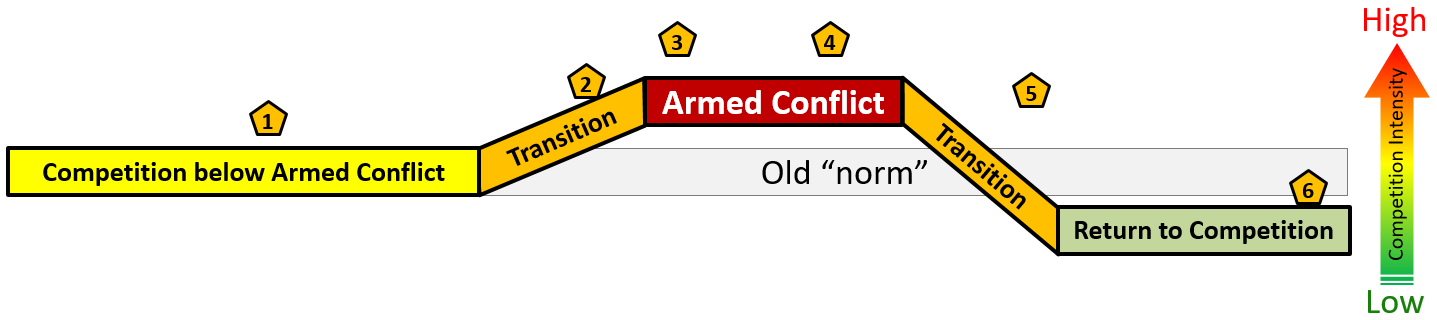 High
3
4
2
5
1
Armed Conflict
Transition
Transition
Competition below Armed Conflict
Old “norm”
6
Return to Competition
Competition Intensity
Low